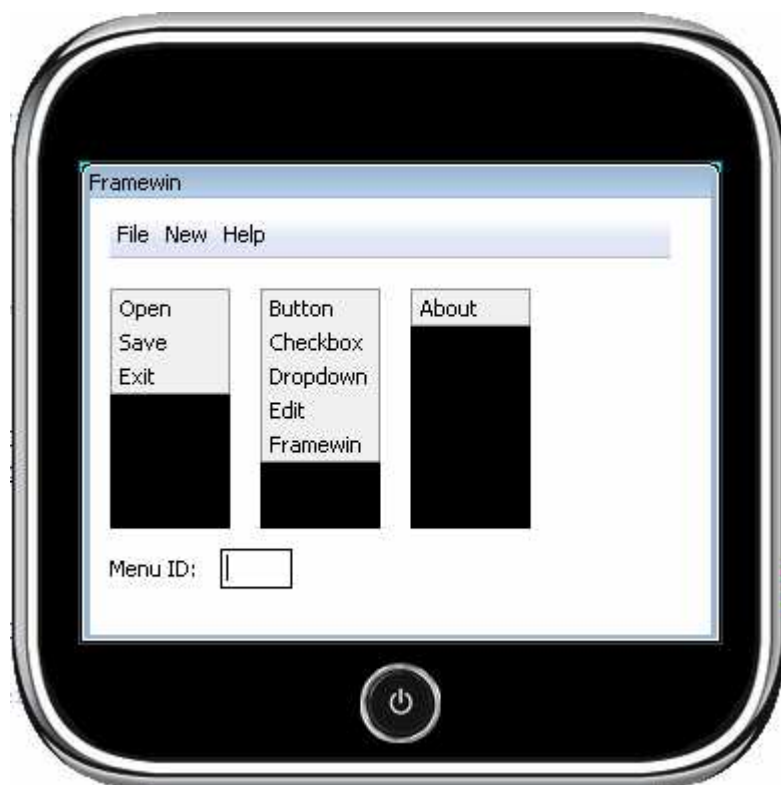 Framewin
File New Help
Open
Save
Exit
Button
Checkbox
Dropdown
Edit
Framewin
About
Menu ID: